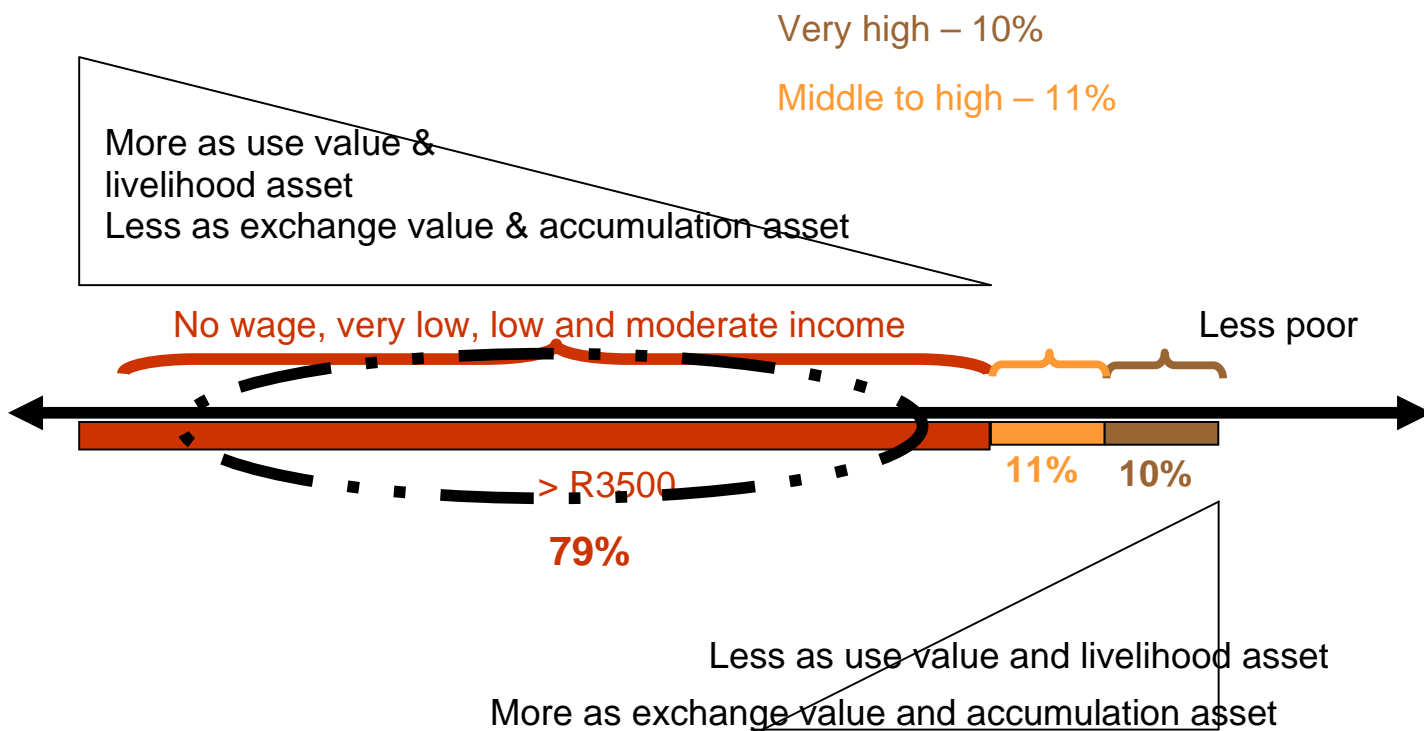 Very high – 10%
Middle to high – 11%
More as use value &
livelihood asset
Less as exchange value & accumulation asset
No wage, very low, low and moderate income
Less poor
> R3500
11%
10%
79%
Less as use value and livelihood asset
More as exchange value and accumulation asset